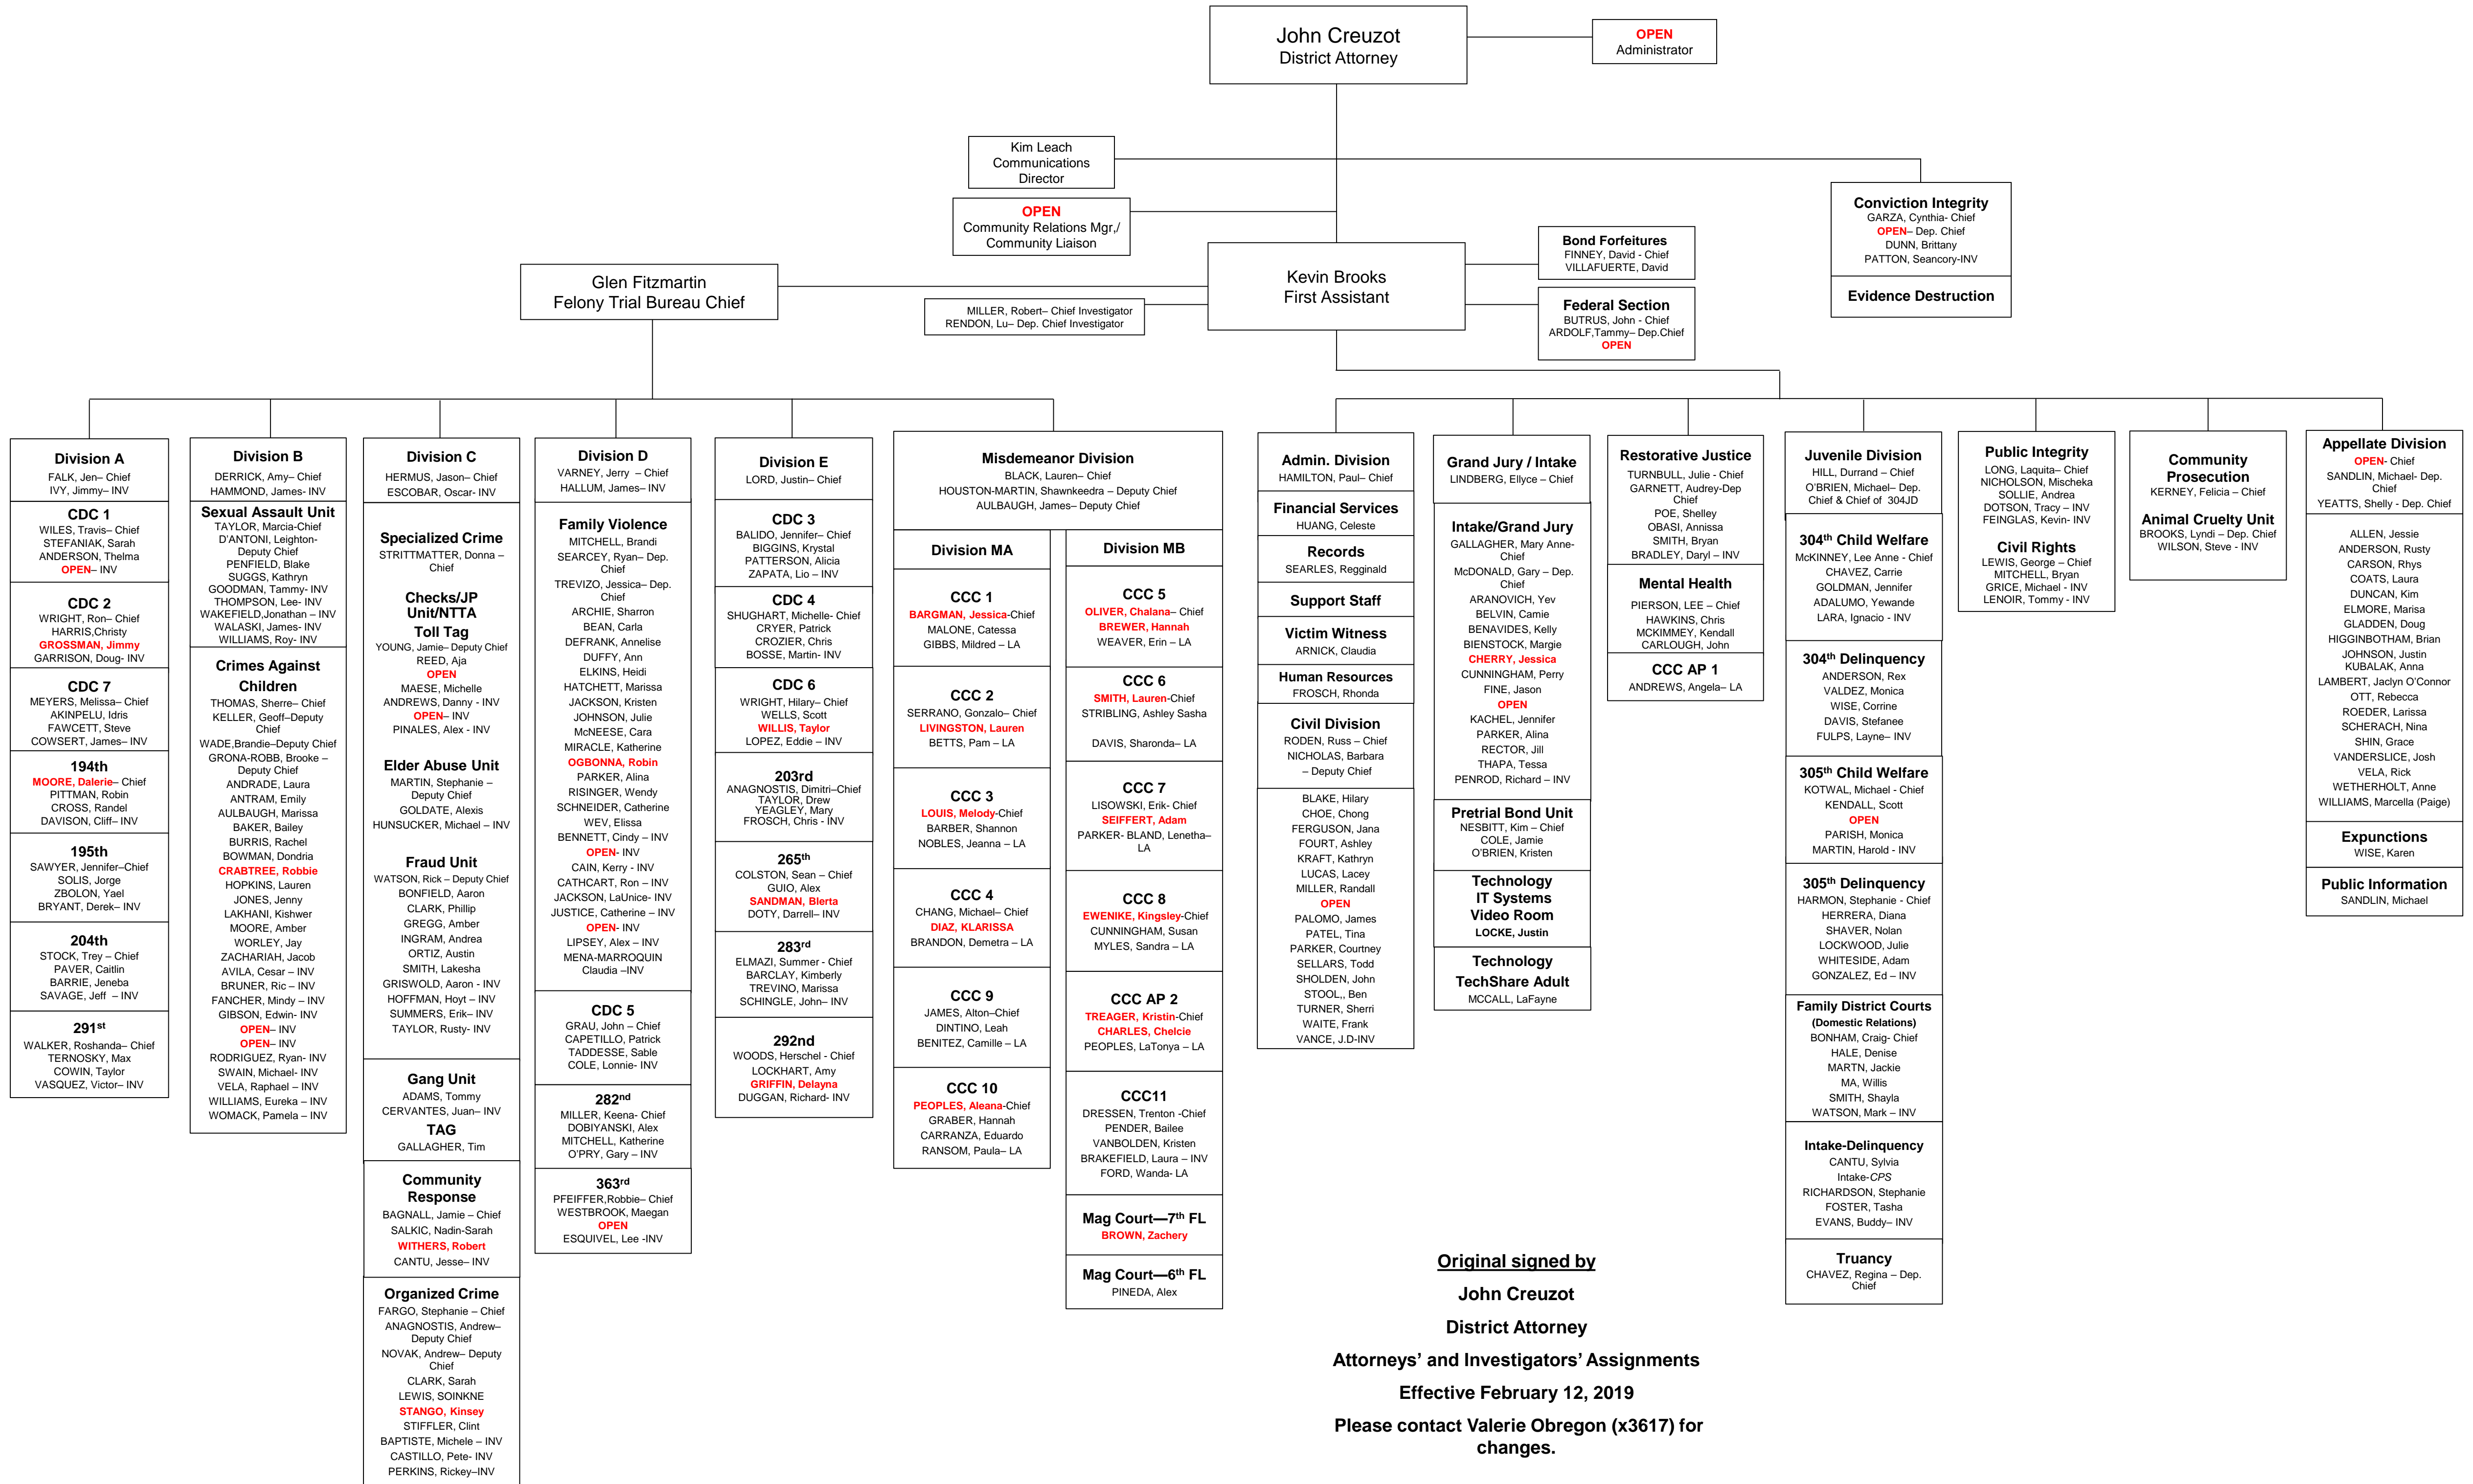 John Creuzot
District Attorney
OPEN
Administrator
Kim Leach
Communications
Director
OPEN
Community Relations Mgr,/
Community Liaison
Conviction Integrity
GARZA, Cynthia- Chief
OPEN– Dep. Chief
DUNN, Brittany
PATTON, Seancory-INV
Evidence Destruction
Glen Fitzmartin
Felony Trial Bureau Chief
MILLER, Robert– Chief Investigator
RENDON, Lu– Dep. Chief Investigator
Kevin Brooks
First Assistant
Bond Forfeitures
FINNEY, David - Chief
VILLAFUERTE, David
Federal Section
BUTRUS, John - Chief
ARDOLF,Tammy– Dep.Chief
OPEN
Division A
FALK, Jen– Chief
IVY, Jimmy– INV
CDC 1
WILES, Travis– Chief
STEFANIAK, Sarah
ANDERSON, Thelma
OPEN– INV
CDC 2
WRIGHT, Ron– Chief
HARRIS,Christy
GROSSMAN, Jimmy
GARRISON, Doug- INV
CDC 7
MEYERS, Melissa– Chief
AKINPELU, Idris
FAWCETT, Steve
COWSERT, James– INV
194th
MOORE, Dalerie– Chief
PITTMAN, Robin
CROSS, Randel
DAVISON, Cliff– INV
195th
SAWYER, Jennifer–Chief
SOLIS, Jorge
ZBOLON, Yael
BRYANT, Derek– INV
204th
STOCK, Trey – Chief
PAVER, Caitlin
BARRIE, Jeneba
SAVAGE, Jeff – INV
291st
WALKER, Roshanda– Chief
TERNOSKY, Max
COWIN, Taylor
VASQUEZ, Victor– INV
Division B
DERRICK, Amy– Chief
HAMMOND, James- INV
Sexual Assault Unit
TAYLOR, Marcia-Chief
D'ANTONI, Leighton-
Deputy Chief
PENFIELD, Blake
SUGGS, Kathryn
GOODMAN, Tammy- INV
THOMPSON, Lee- INV
WAKEFIELD,Jonathan – INV
WALASKI, James- INV
WILLIAMS, Roy- INV
Crimes Against
Children
THOMAS, Sherre– Chief
KELLER, Geoff–Deputy
Chief
WADE,Brandie–Deputy Chief
GRONA-ROBB, Brooke –
Deputy Chief
ANDRADE, Laura
ANTRAM, Emily
AULBAUGH, Marissa
BAKER, Bailey
BURRIS, Rachel
BOWMAN, Dondria
CRABTREE, Robbie
HOPKINS, Lauren
JONES, Jenny
LAKHANI, Kishwer
MOORE, Amber
WORLEY, Jay
ZACHARIAH, Jacob
AVILA, Cesar – INV
BRUNER, Ric – INV
FANCHER, Mindy – INV
GIBSON, Edwin- INV
OPEN– INV
OPEN– INV
RODRIGUEZ, Ryan- INV
SWAIN, Michael- INV
VELA, Raphael – INV
WILLIAMS, Eureka – INV
WOMACK, Pamela – INV
Division C
HERMUS, Jason– Chief
ESCOBAR, Oscar- INV
Specialized Crime
STRITTMATTER, Donna –
Chief
Checks/JP
Unit/NTTA
Toll Tag
YOUNG, Jamie– Deputy Chief
REED, Aja
OPEN
MAESE, Michelle
ANDREWS, Danny - INV
OPEN– INV
PINALES, Alex - INV
Elder Abuse Unit
MARTIN, Stephanie –
Deputy Chief
GOLDATE, Alexis
HUNSUCKER, Michael – INV
Fraud Unit
WATSON, Rick – Deputy Chief
BONFIELD, Aaron
CLARK, Phillip
GREGG, Amber
INGRAM, Andrea
ORTIZ, Austin
SMITH, Lakesha
GRISWOLD, Aaron - INV
HOFFMAN, Hoyt – INV
SUMMERS, Erik– INV
TAYLOR, Rusty- INV
Gang Unit
ADAMS, Tommy
CERVANTES, Juan– INV
TAG
GALLAGHER, Tim
Community
Response
BAGNALL, Jamie – Chief
SALKIC, Nadin-Sarah
WITHERS, Robert
CANTU, Jesse– INV
Organized Crime
FARGO, Stephanie – Chief
ANAGNOSTIS, Andrew–
Deputy Chief
NOVAK, Andrew– Deputy
Chief
CLARK, Sarah
LEWIS, SOINKNE
STANGO, Kinsey
STIFFLER, Clint
BAPTISTE, Michele – INV
CASTILLO, Pete- INV
PERKINS, Rickey–INV
Division D
VARNEY, Jerry – Chief
HALLUM, James– INV
Family Violence
MITCHELL, Brandi
SEARCEY, Ryan– Dep.
Chief
TREVIZO, Jessica– Dep.
Chief
ARCHIE, Sharron
BEAN, Carla
DEFRANK, Annelise
DUFFY, Ann
ELKINS, Heidi
HATCHETT, Marissa
JACKSON, Kristen
JOHNSON, Julie
McNEESE, Cara
MIRACLE, Katherine
OGBONNA, Robin
PARKER, Alina
RISINGER, Wendy
SCHNEIDER, Catherine
WEV, Elissa
BENNETT, Cindy – INV
OPEN- INV
CAIN, Kerry - INV
CATHCART, Ron – INV
JACKSON, LaUnice- INV
JUSTICE, Catherine – INV
OPEN- INV
LIPSEY, Alex – INV
MENA-MARROQUIN
Claudia –INV
CDC 5
GRAU, John – Chief
CAPETILLO, Patrick
TADDESSE, Sable
COLE, Lonnie- INV
282nd
MILLER, Keena- Chief
DOBIYANSKI, Alex
MITCHELL, Katherine
O'PRY, Gary – INV
363rd
PFEIFFER,Robbie– Chief
WESTBROOK, Maegan
OPEN
ESQUIVEL, Lee -INV
Division E
LORD, Justin– Chief
CDC 3
BALIDO, Jennifer– Chief
BIGGINS, Krystal
PATTERSON, Alicia
ZAPATA, Lio – INV
CDC 4
SHUGHART, Michelle- Chief
CRYER, Patrick
CROZIER, Chris
BOSSE, Martin- INV
CDC 6
WRIGHT, Hilary– Chief
WELLS, Scott
WILLIS, Taylor
LOPEZ, Eddie – INV
203rd
ANAGNOSTIS, Dimitri–Chief
TAYLOR, Drew
YEAGLEY, Mary
FROSCH, Chris - INV
265th
COLSTON, Sean – Chief
GUIO, Alex
SANDMAN, Blerta
DOTY, Darrell– INV
283rd
ELMAZI, Summer - Chief
BARCLAY, Kimberly
TREVINO, Marissa
SCHINGLE, John– INV
292nd
WOODS, Herschel - Chief
LOCKHART, Amy
GRIFFIN, Delayna
DUGGAN, Richard- INV
Misdemeanor Division
BLACK, Lauren– Chief
HOUSTON-MARTIN, Shawnkeedra – Deputy Chief
AULBAUGH, James– Deputy Chief
Division MA
CCC 1
BARGMAN, Jessica-Chief
MALONE, Catessa
GIBBS, Mildred – LA
CCC 2
SERRANO, Gonzalo– Chief
LIVINGSTON, Lauren
BETTS, Pam – LA
CCC 3
LOUIS, Melody-Chief
BARBER, Shannon
NOBLES, Jeanna – LA
CCC 4
CHANG, Michael– Chief
DIAZ, KLARISSA
BRANDON, Demetra – LA
CCC 9
JAMES, Alton–Chief
DINTINO, Leah
BENITEZ, Camille – LA
CCC 10
PEOPLES, Aleana-Chief
GRABER, Hannah
CARRANZA, Eduardo
RANSOM, Paula– LA
Division MB
CCC 5
OLIVER, Chalana– Chief
BREWER, Hannah
WEAVER, Erin – LA
CCC 6
SMITH, Lauren-Chief
STRIBLING, Ashley Sasha
DAVIS, Sharonda– LA
CCC 7
LISOWSKI, Erik- Chief
SEIFFERT, Adam
PARKER- BLAND, Lenetha–
LA
CCC 8
EWENIKE, Kingsley-Chief
CUNNINGHAM, Susan
MYLES, Sandra – LA
CCC AP 2
TREAGER, Kristin-Chief
CHARLES, Chelcie
PEOPLES, LaTonya – LA
CCC11
DRESSEN, Trenton -Chief
PENDER, Bailee
VANBOLDEN, Kristen
BRAKEFIELD, Laura – INV
FORD, Wanda- LA
Mag Court—7th FL
BROWN, Zachery
Mag Court—6th FL
PINEDA, Alex
Admin. Division
HAMILTON, Paul– Chief
Financial Services
HUANG, Celeste
Records
SEARLES, Regginald
Support Staff
Victim Witness
ARNICK, Claudia
Human Resources
FROSCH, Rhonda
Civil Division
RODEN, Russ – Chief
NICHOLAS, Barbara
– Deputy Chief
BLAKE, Hilary
CHOE, Chong
FERGUSON, Jana
FOURT, Ashley
KRAFT, Kathryn
LUCAS, Lacey
MILLER, Randall
OPEN
PALOMO, James
PATEL, Tina
PARKER, Courtney
SELLARS, Todd
SHOLDEN, John
STOOL,, Ben
TURNER, Sherri
WAITE, Frank
VANCE, J.D-INV
Grand Jury / Intake
LINDBERG, Ellyce – Chief
Intake/Grand Jury
GALLAGHER, Mary Anne-
Chief
McDONALD, Gary – Dep.
Chief
ARANOVICH, Yev
BELVIN, Camie
BENAVIDES, Kelly
BIENSTOCK, Margie
CHERRY, Jessica
CUNNINGHAM, Perry
FINE, Jason
OPEN
KACHEL, Jennifer
PARKER, Alina
RECTOR, Jill
THAPA, Tessa
PENROD, Richard – INV
Pretrial Bond Unit
NESBITT, Kim – Chief
COLE, Jamie
O'BRIEN, Kristen
Technology
IT Systems
Video Room
LOCKE, Justin
Technology
TechShare Adult
MCCALL, LaFayne
Restorative Justice
TURNBULL, Julie - Chief
GARNETT, Audrey-Dep
Chief
POE, Shelley
OBASI, Annissa
SMITH, Bryan
BRADLEY, Daryl – INV
Mental Health
PIERSON, LEE – Chief
HAWKINS, Chris
MCKIMMEY, Kendall
CARLOUGH, John
CCC AP 1
ANDREWS, Angela– LA
Juvenile Division
HILL, Durrand – Chief
O'BRIEN, Michael– Dep.
Chief & Chief of 304JD
304th Child Welfare
McKINNEY, Lee Anne - Chief
CHAVEZ, Carrie
GOLDMAN, Jennifer
ADALUMO, Yewande
LARA, Ignacio - INV
304th Delinquency
ANDERSON, Rex
VALDEZ, Monica
WISE, Corrine
DAVIS, Stefanee
FULPS, Layne– INV
305th Child Welfare
KOTWAL, Michael - Chief
KENDALL, Scott
OPEN
PARISH, Monica
MARTIN, Harold - INV
305th Delinquency
HARMON, Stephanie - Chief
HERRERA, Diana
SHAVER, Nolan
LOCKWOOD, Julie
WHITESIDE, Adam
GONZALEZ, Ed – INV
Family District Courts
(Domestic Relations)
BONHAM, Craig- Chief
HALE, Denise
MARTN, Jackie
MA, Willis
SMITH, Shayla
WATSON, Mark – INV
Intake-Delinquency
CANTU, Sylvia
Intake-CPS
RICHARDSON, Stephanie
FOSTER, Tasha
EVANS, Buddy– INV
Truancy
CHAVEZ, Regina – Dep.
Chief
Public Integrity
LONG, Laquita– Chief
NICHOLSON, Mischeka
SOLLIE, Andrea
DOTSON, Tracy – INV
FEINGLAS, Kevin- INV
Civil Rights
LEWIS, George – Chief
MITCHELL, Bryan
GRICE, Michael - INV
LENOIR, Tommy - INV
Community
Prosecution
KERNEY, Felicia – Chief
Animal Cruelty Unit
BROOKS, Lyndi – Dep. Chief
WILSON, Steve - INV
Appellate Division
OPEN- Chief
SANDLIN, Michael- Dep.
Chief
YEATTS, Shelly - Dep. Chief
ALLEN, Jessie
ANDERSON, Rusty
CARSON, Rhys
COATS, Laura
DUNCAN, Kim
ELMORE, Marisa
GLADDEN, Doug
HIGGINBOTHAM, Brian
JOHNSON, Justin
KUBALAK, Anna
LAMBERT, Jaclyn O'Connor
OTT, Rebecca
ROEDER, Larissa
SCHERACH, Nina
SHIN, Grace
VANDERSLICE, Josh
VELA, Rick
WETHERHOLT, Anne
WILLIAMS, Marcella (Paige)
Expunctions
WISE, Karen
Public Information
SANDLIN, Michael
Original signed by
John Creuzot
District Attorney
Attorneys' and Investigators' Assignments
Effective February 12, 2019
Please contact Valerie Obregon (x3617) for
changes.